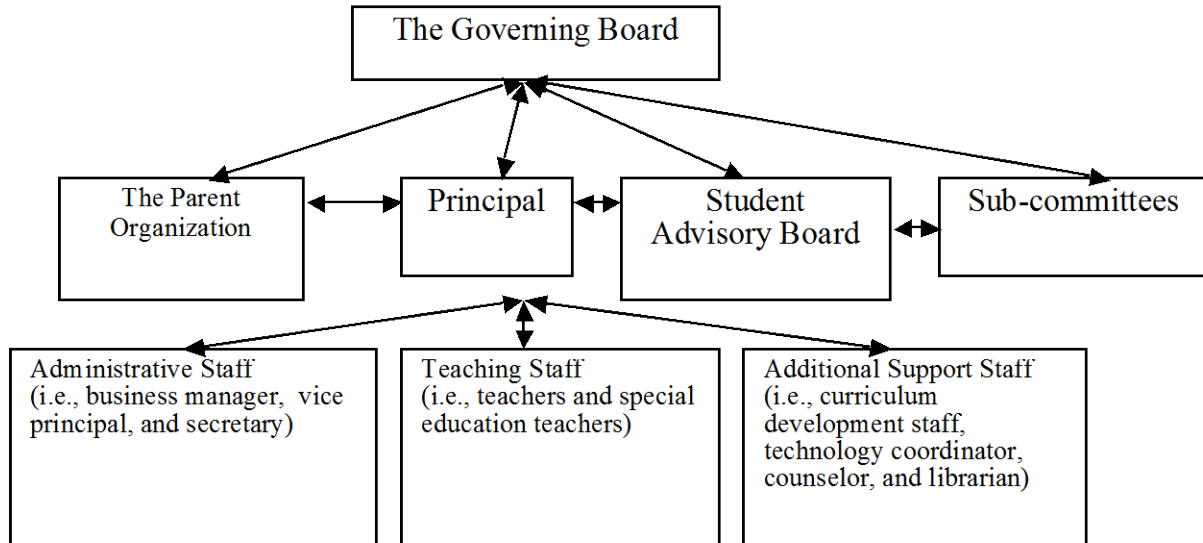 The Governing Board
The Parent
Organization
Principal
Student
Advisory Board
Sub-committees
Administrative Staff
(i.e., business manager,  vice
principal, and secretary)
Teaching Staff
(i.e., teachers and special
education teachers)
Additional Support Staff
(i.e., curriculum
development staff,
technology coordinator,
counselor, and librarian)